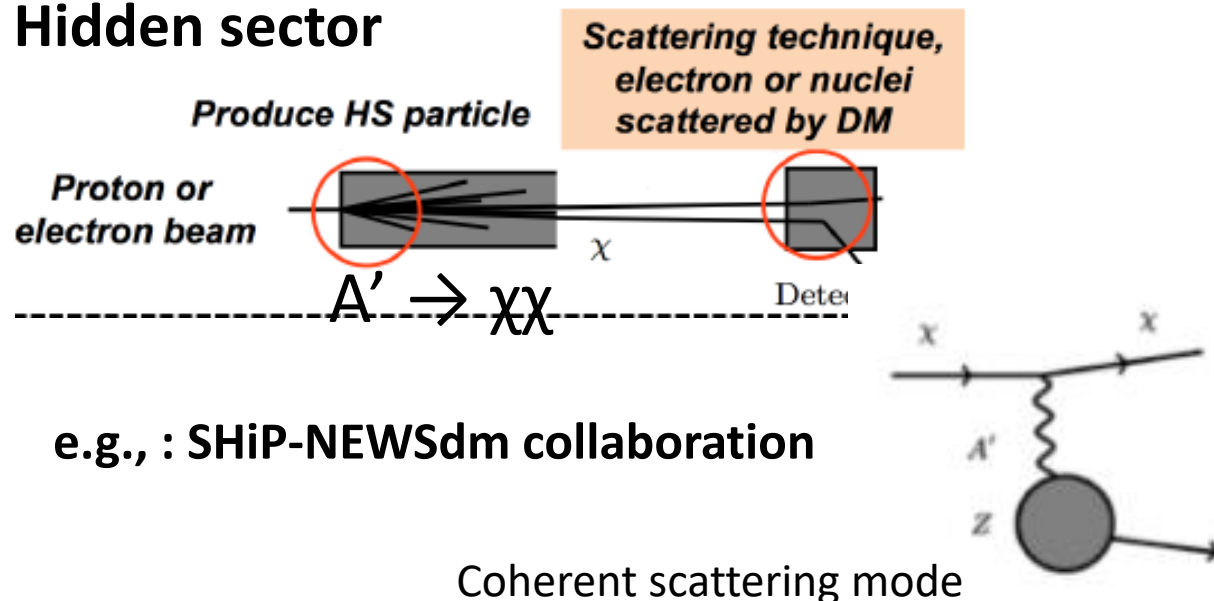 Hidden sector
Scattering technique,
electron or nuclei
scattered by DM
Produce HS particle
Proton or
electron beam
χ
A′ → χχ
Detec
χ
χ
e.g., : SHiP-NEWSdm collaboration
A′
Z
Coherent scattering mode